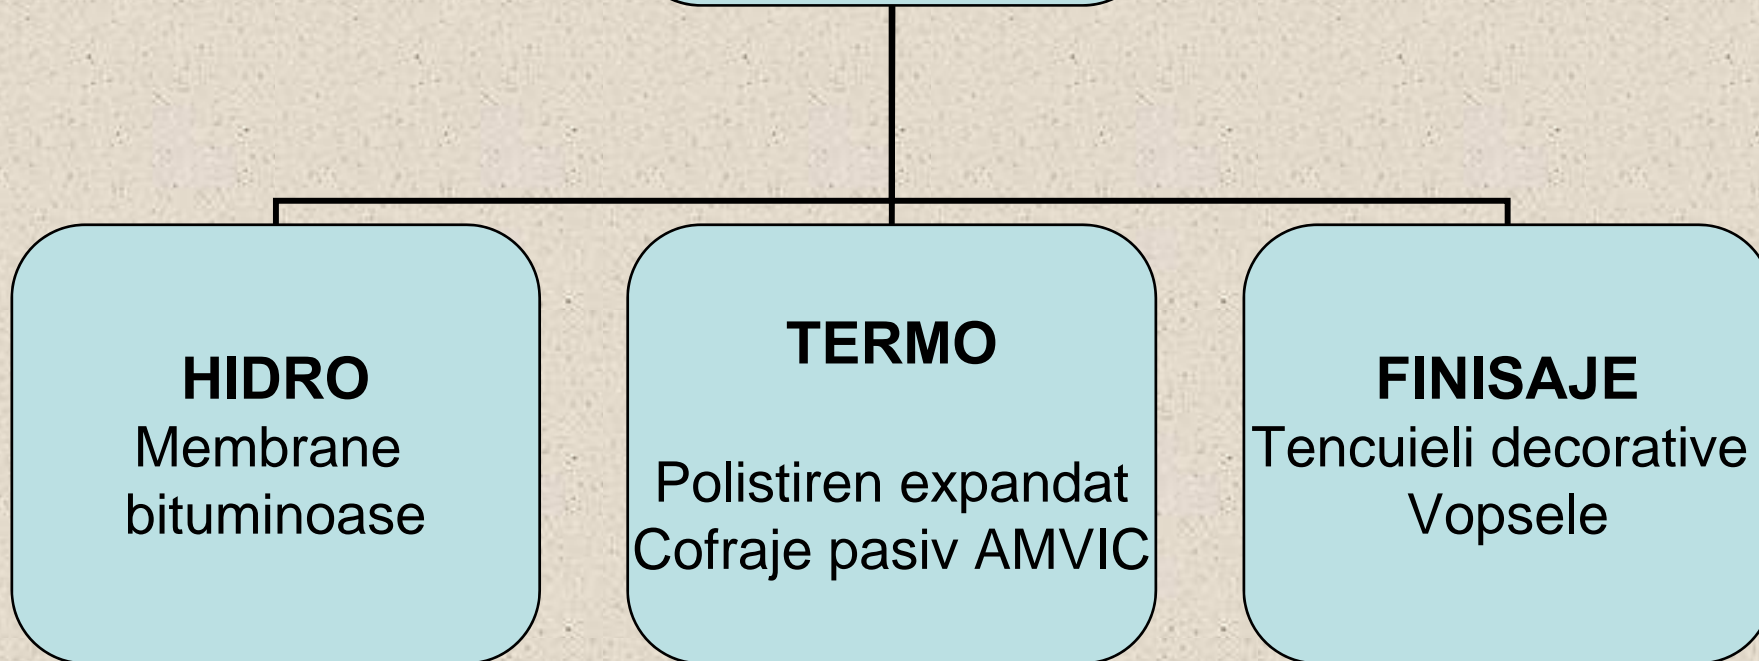 HIDRO
Membrane
bituminoase
TERMO
Polistiren expandat
Cofraje pasiv AMVIC
FINISAJE
Tencuieli decorative
Vopsele